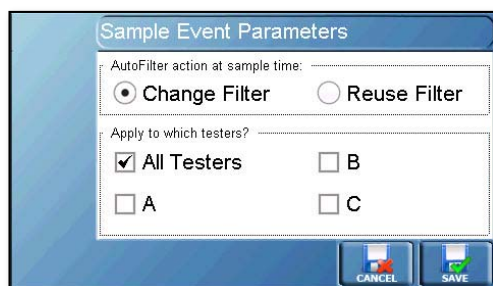 Sample Event Parameters
AutoFilter action at sample time:
Change Filter Reuse Filter
Apply to which testers?
All Testers B
A C
CANCEL SAVE